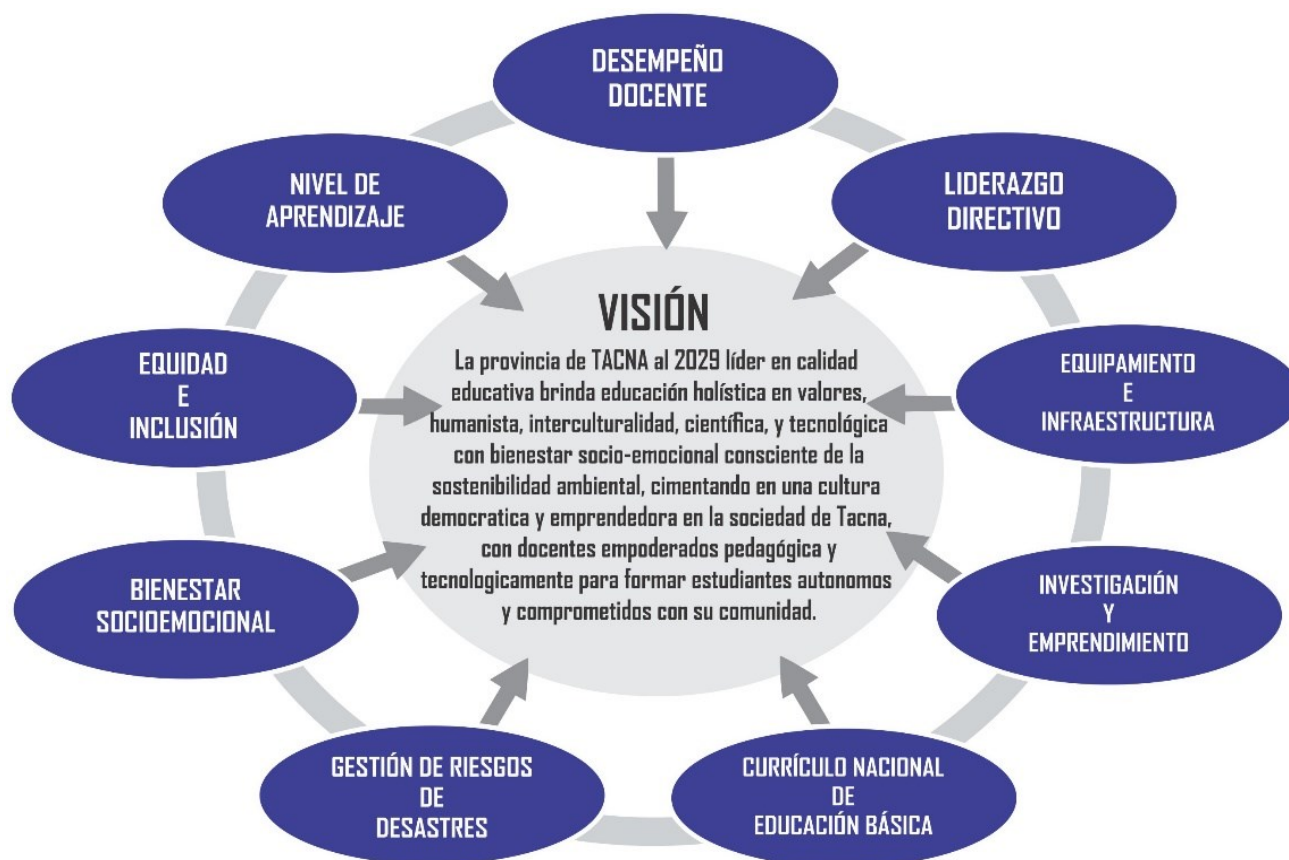 DESEMPEÑO
DOCENTE
NIVEL DE
APRENDIZAJE
LIDERAZGO
DIRECTIVO
EQUIDAD
E
INCLUSIÓN
VISIÓN
La provincia de TACNA al 2029 líder en calidad
educativa brinda educación holística en valores,
humanista, interculturalidad, científica, y tecnológica
con bienestar socio-emocional consciente de la
sostenibilidad ambiental, cimentando en una cultura
democratica y emprendedora en la sociedad de Tacna,
con docentes empoderados pedagógica y
tecnologicamente para formar estudiantes autonomos
y comprometidos con su comunidad.
EQUIPAMIENTO
E
INFRAESTRUCTURA
BIENESTAR
SOCIOEMOCIONAL
INVESTIGACIÓN
Y
EMPRENDIMIENTO
GESTIÓN DE RIESGOS
DE
DESASTRES
CURRÍCULO NACIONAL
DE
EDUCACIÓN BÁSICA